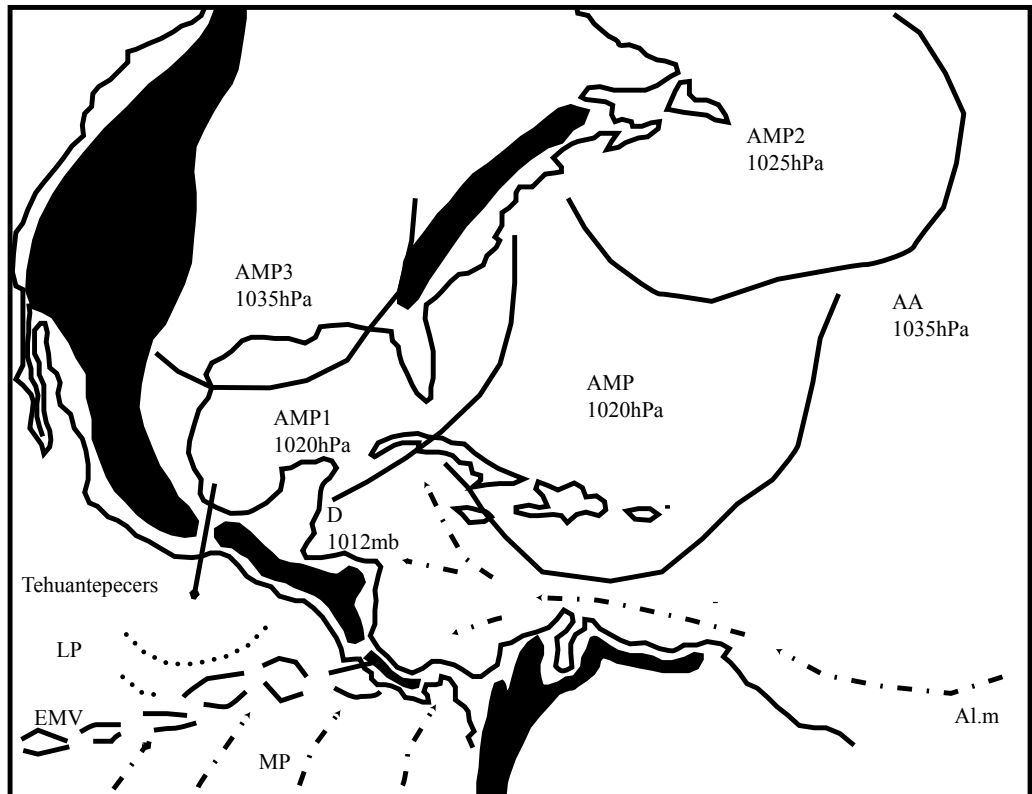 AMP2
1025hPa
AMP3
1035hPa
AA
1035hPa
AMP
1020hPa
AMP1
1020hPa
D
1012mb
Tehuantepecers
LP
EMV
Al.m
MP